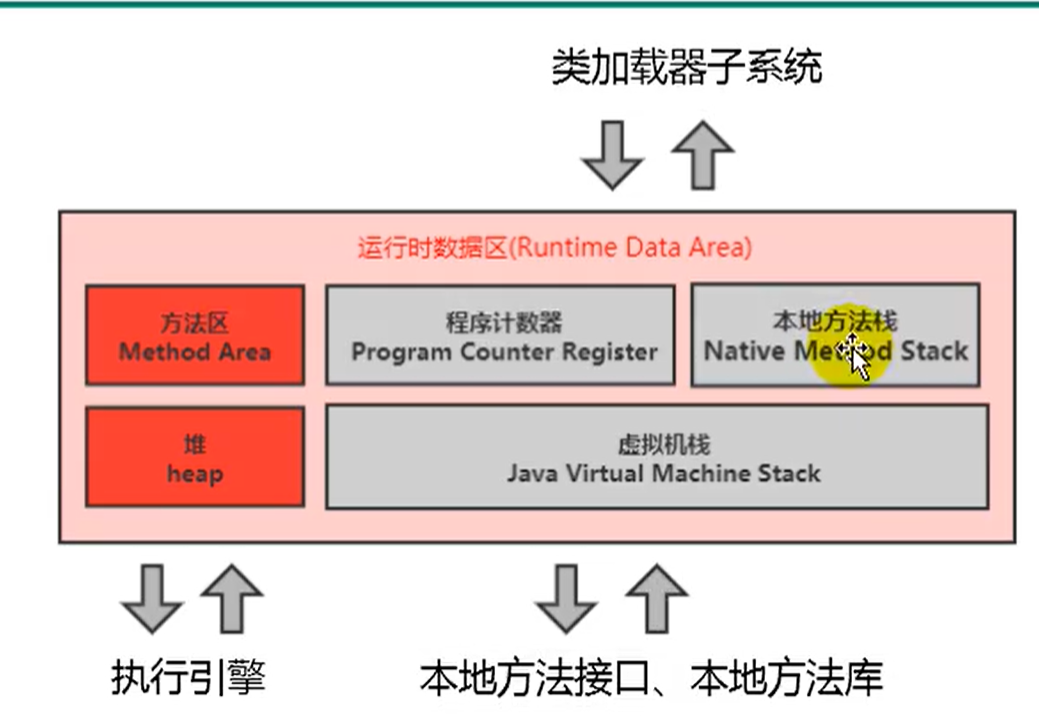 类加载器子系统
运行时数据区(Runtime Data Area)
方法区
Method Area
程序计数器
Program Counter Register
本地方法栈
Native Method Stack
堆
heap
虚拟机栈
Java Virtual Machine Stack
执行引擎
本地方法接口、本地方法库